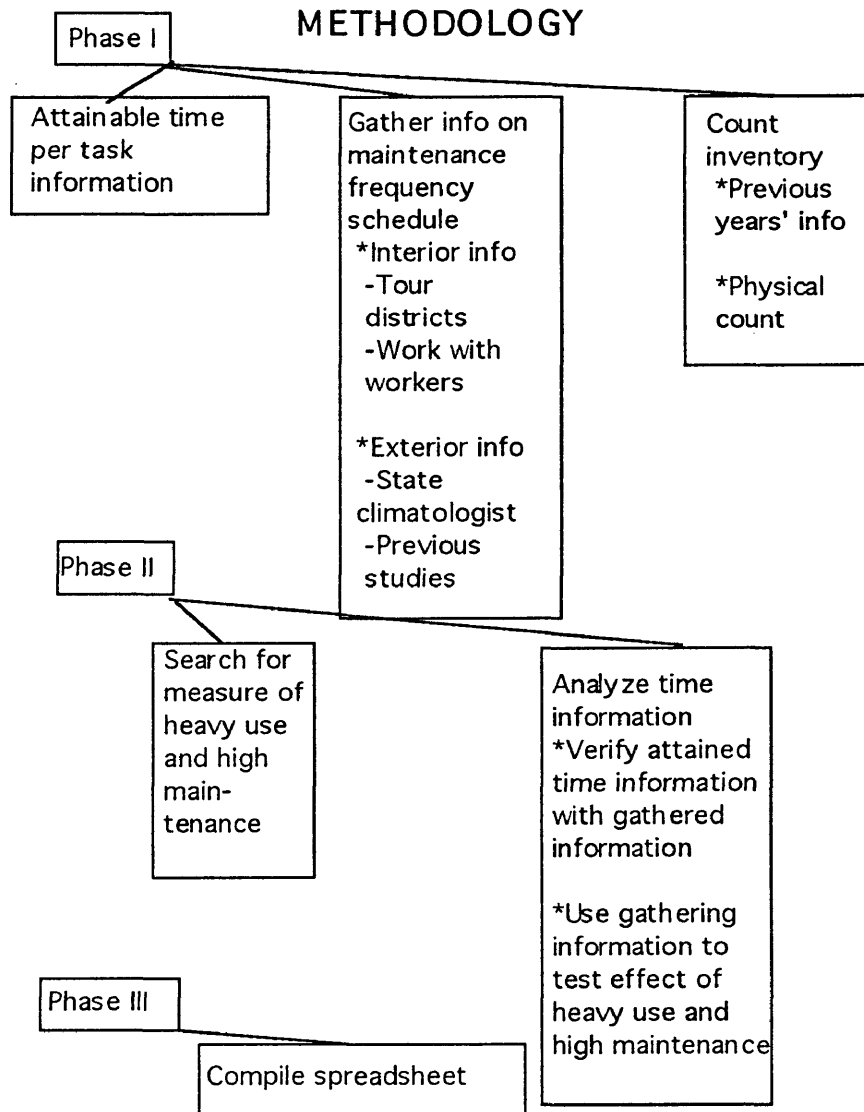 METHODOLOGY
Phase I
Attainable time
per task
information
Gather info on
maintenance
frequency
schedule
*Interior info
-Tour
districts
-Work with
workers
*Exterior info
-State
climatologist
-Previous
studies
Count
inventory
*Previous
years' info
*Physical
count
Phase II
Search for
measure of
heavy use
and high
main-
tenance
Analyze time
information
*Verify attained
time information
with gathered
information
*Use gathering
information to
test effect of
heavy use and
high maintenance
Phase III
Compile spreadsheet